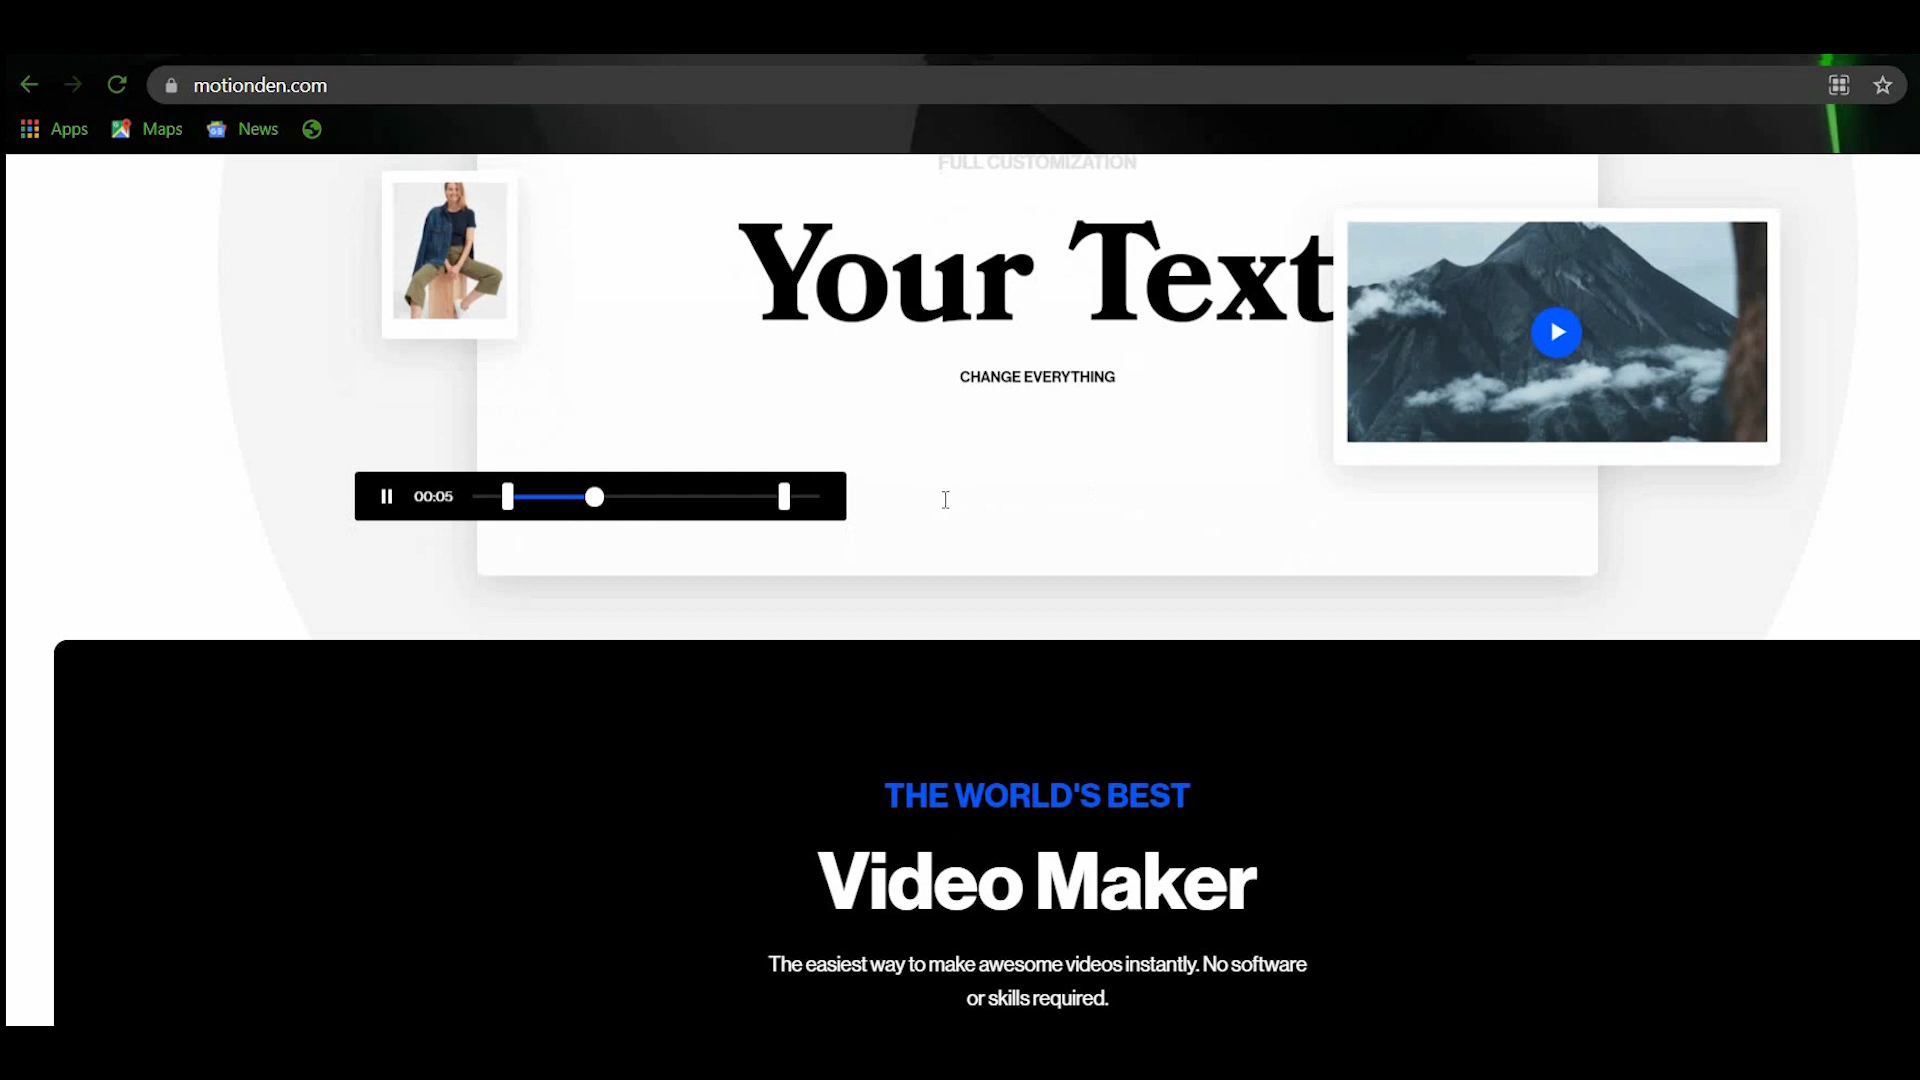 motionden.com
Apps
Maps
News
FULL CUSTOMIZATION
Your Text
CHANGE EVERYTHING
00:05
THE WORLD'S BEST
Video Maker
The easiest way to make awesome videos instantly. No software
or skills required.